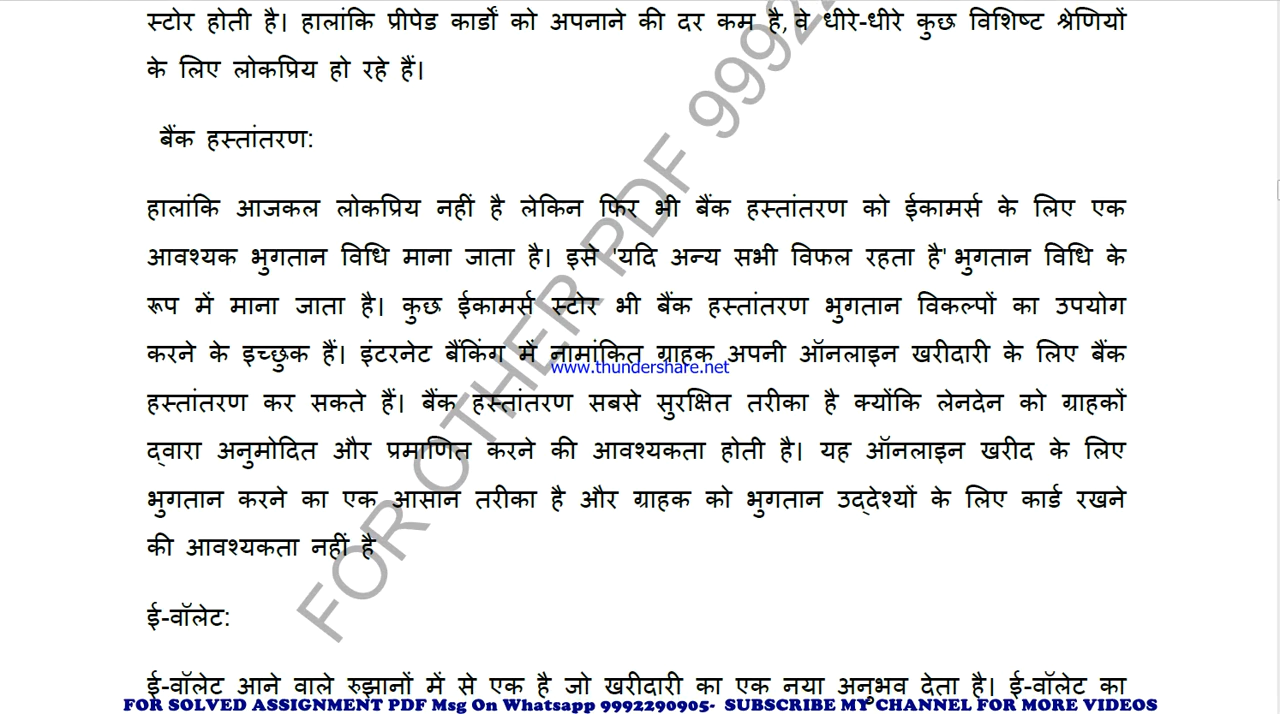 स्टोर होती है। हालांकि प्रीपेड कार्डों को अपनाने की दर कम है, वे धीरे-धीरे कुछ विशिष्ट श्रेणियों
के लिए लोकप्रिय हो रहे हैं।
बैंक हस्तांतरण:
हालांकि आजकल लोकप्रिय नहीं है लेकिन फिर भी बैंक हस्तांतरण को ईकामर्स के लिए एक
आवश्यक भुगतान विधि माना जाता है। इसे 'यदि अन्य सभी विफल रहता है' भुगतान विधि के
रूप में माना जाता है। कुछ ईकामर्स स्टोर भी बैंक हस्तांतरण भुगतान विकल्पों का उपयोग
करने के इच्छुक हैं। इंटरनेट बैंकिंग में नामांकित ग्राहक अपनी ऑनलाइन खरीदारी के लिए बैंक
www.thundershare.net
हस्तांतरण कर सकते हैं। बैंक हस्तांतरण सबसे सुरक्षित तरीका है क्योंकि लेनदेन को ग्राहकों
द्वारा अनुमोदित और प्रमाणित करने की आवश्यकता होती है। यह ऑनलाइन खरीद के लिए
भुगतान करने का एक आसान तरीका है और ग्राहक को भुगतान उद्देश्यों के लिए कार्ड रखने
की आवश्यकता नहीं है
ई-वॉलेट:
ई-वॉलेट आने वाले रुझानों में से एक है जो खरीदारी का एक नया अनुभव देता है। ई-वॉलेट का
FOR OTHER PDF 9992
FOR SOLVED ASSIGNMENT PDF Msg On Whatsapp 9992290905- SUBSCRIBE MY CHANNEL FOR MORE VIDEOS